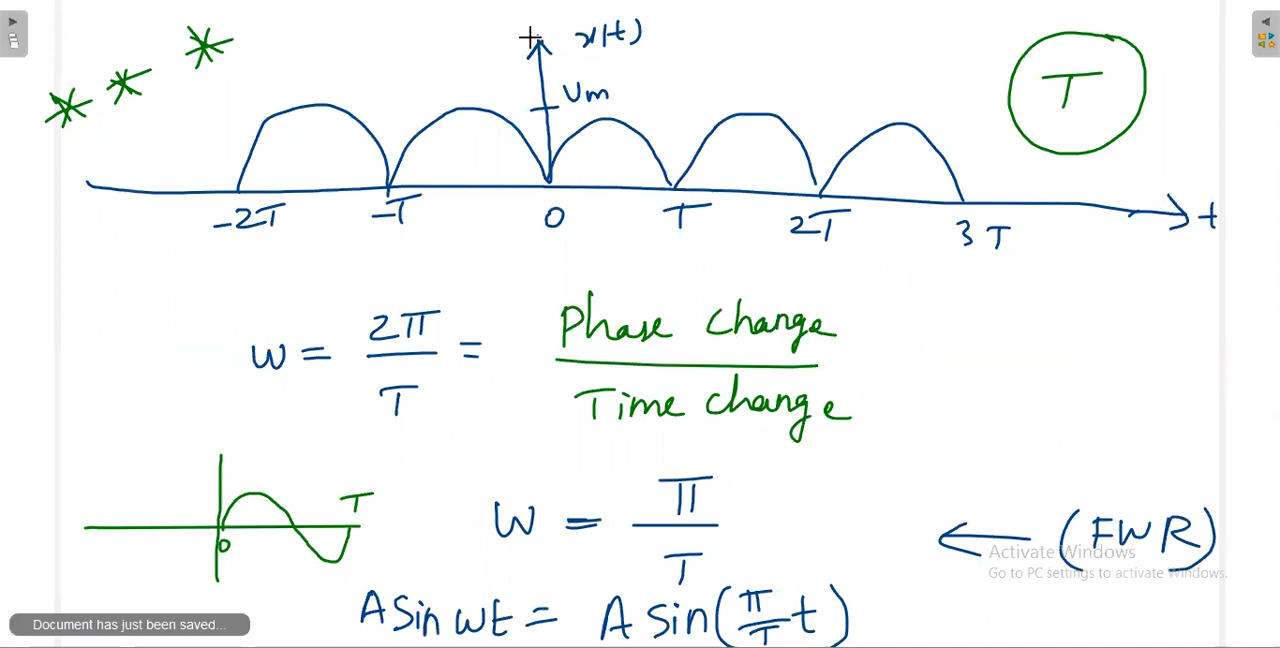 x(t)
Vm
T
-2T -T 0 T 2T 3T t
w = 2π/T = Phase change / Time change
T
0
w = π/T
(FWR)
A Sin wt = A sin(π/T t)
Activate Windows
Go to PC settings to activate Windows.
Document has just been saved...